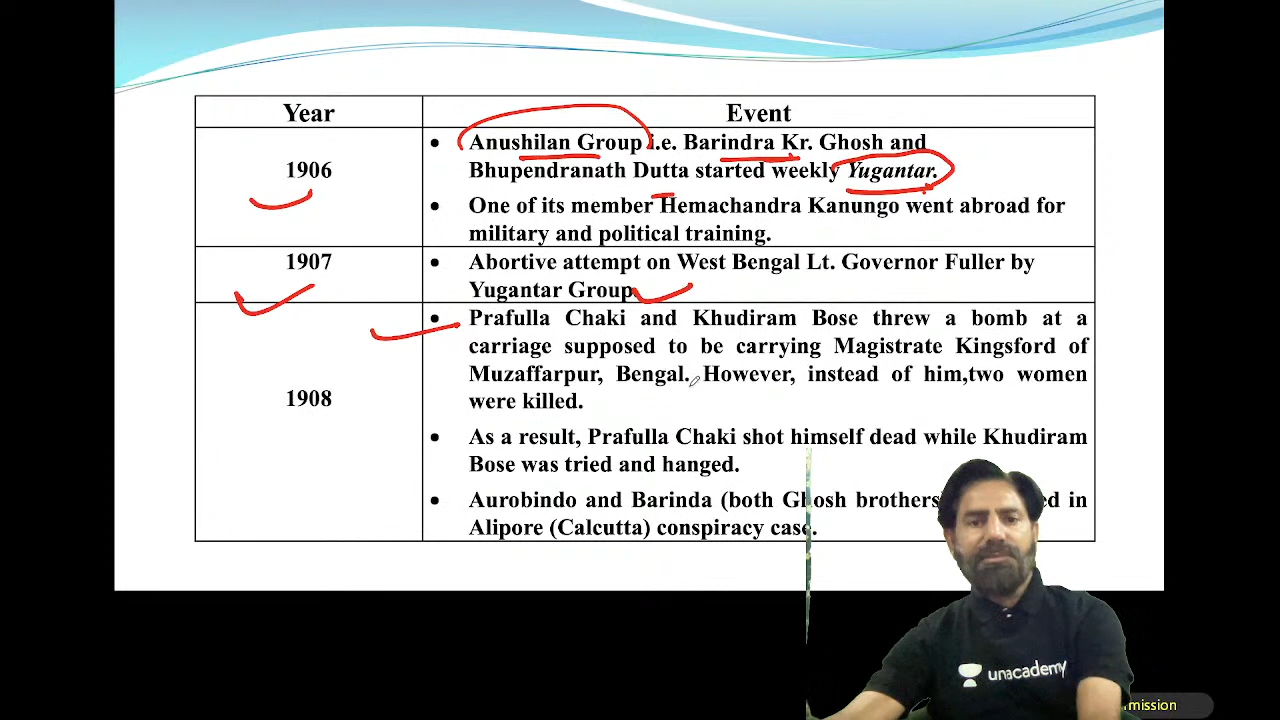 Year Event
1906
Anushilan Group i.e. Barindra Kr. Ghosh and
Bhupendranath Dutta started weekly Yugantar.
One of its member Hemachandra Kanungo went abroad for
military and political training.
1907
Abortive attempt on West Bengal Lt. Governor Fuller by
Yugantar Group
1908
Prafulla Chaki and Khudiram Bose threw a bomb at a
carriage supposed to be carrying Magistrate Kingsford of
Muzaffarpur, Bengal. However, instead of him,two women
were killed.
As a result, Prafulla Chaki shot himself dead while Khudiram
Bose was tried and hanged.
Aurobindo and Barinda (both Ghosh brothers in
Alipore (Calcutta) conspiracy case.
unacademy